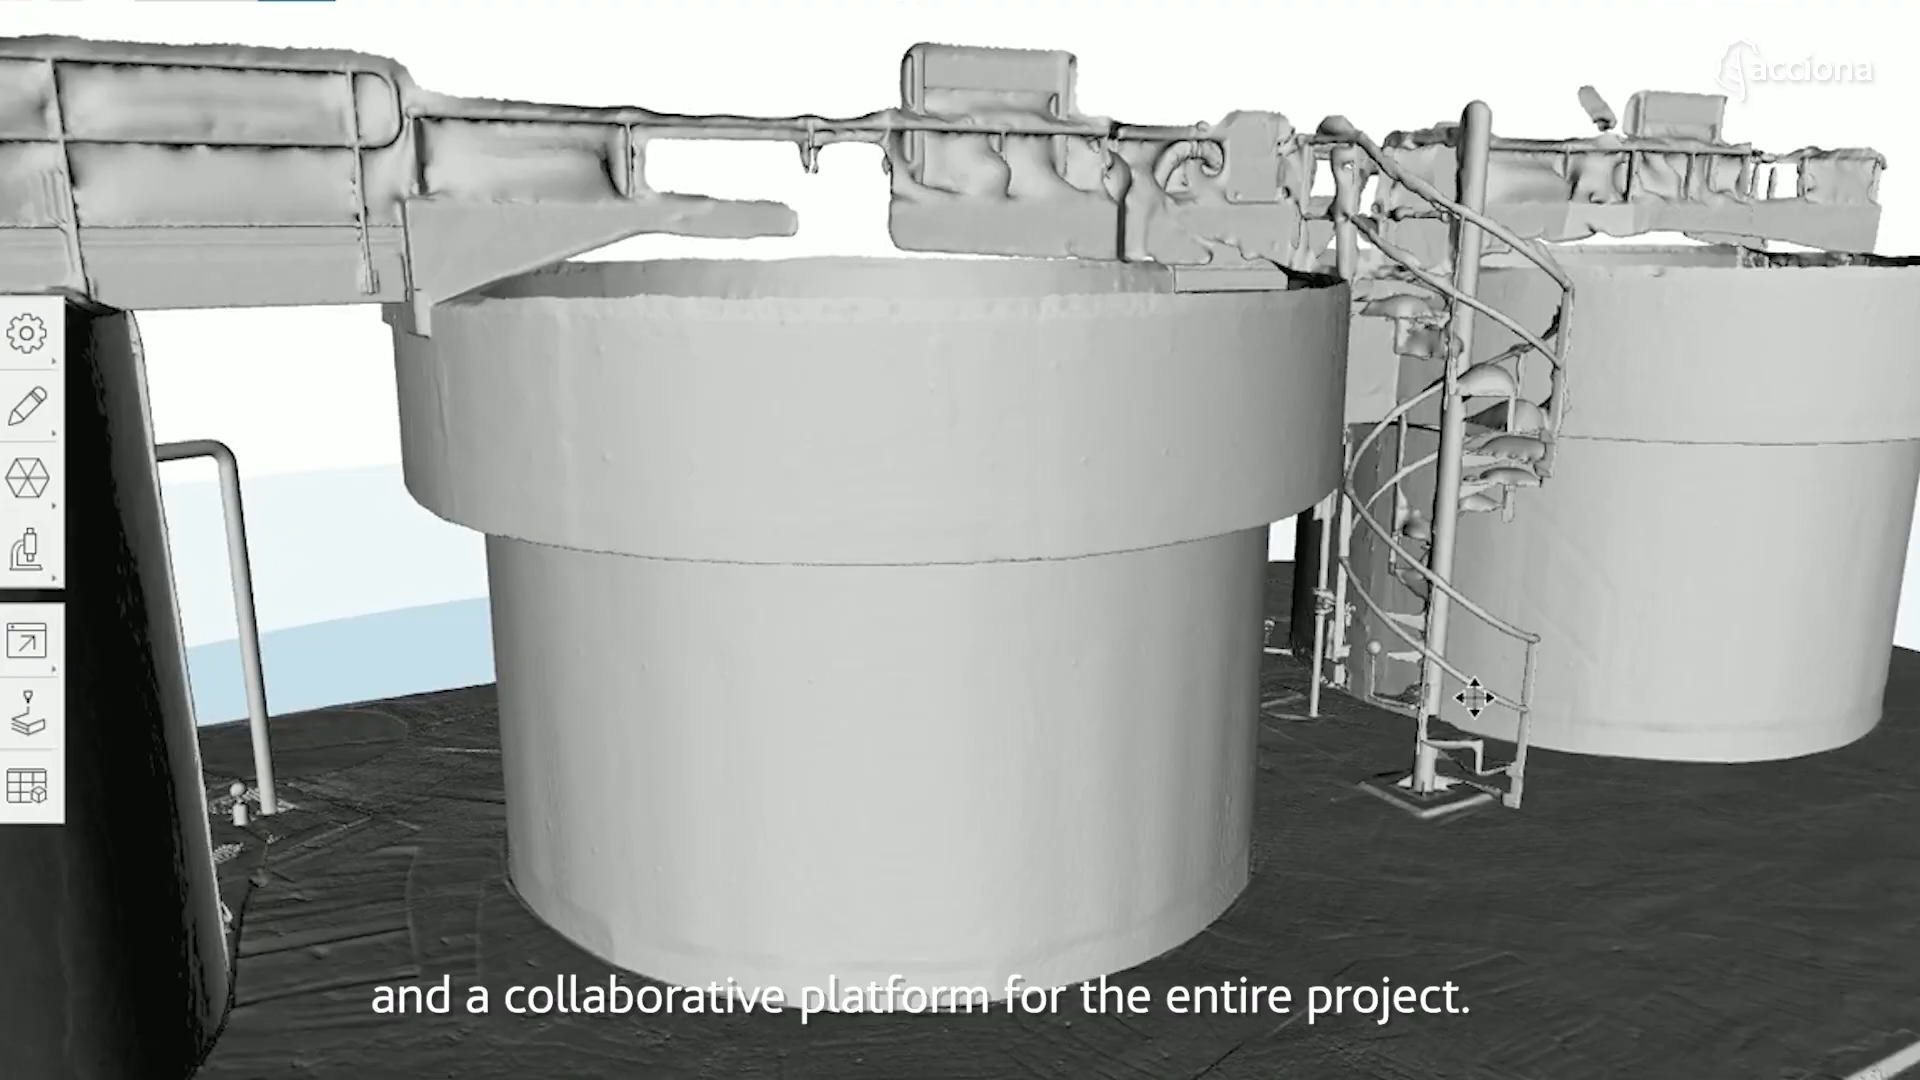 acciona
and a collaborative platform for the entire project.